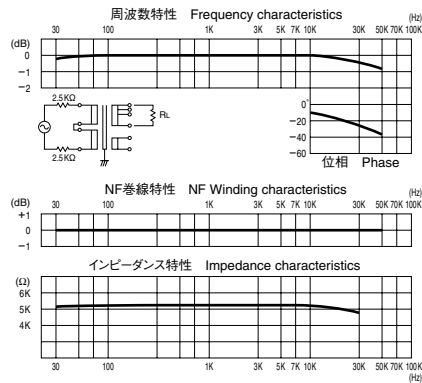 周波数特性 Frequency characteristics
(Hz)
30 100 1K 3K 5K 7K 10K 30K 50K 70K 100K
(dB)
0
−1
−2
2.5KΩ
RL
2.5KΩ
0°
−20
−40
−60
位相 Phase
NF巻線特性 NF Winding characteristics
(Hz)
(dB) 30 100 1K 3K 5K 7K 10K 30K 50K 70K 100K
+1
0
−1
インピーダンス特性 Impedance characteristics
(Ω)
6K
5K
4K
30 100 1K 3K 5K 7K 10K 30K 50K 70K 100K
(Hz)